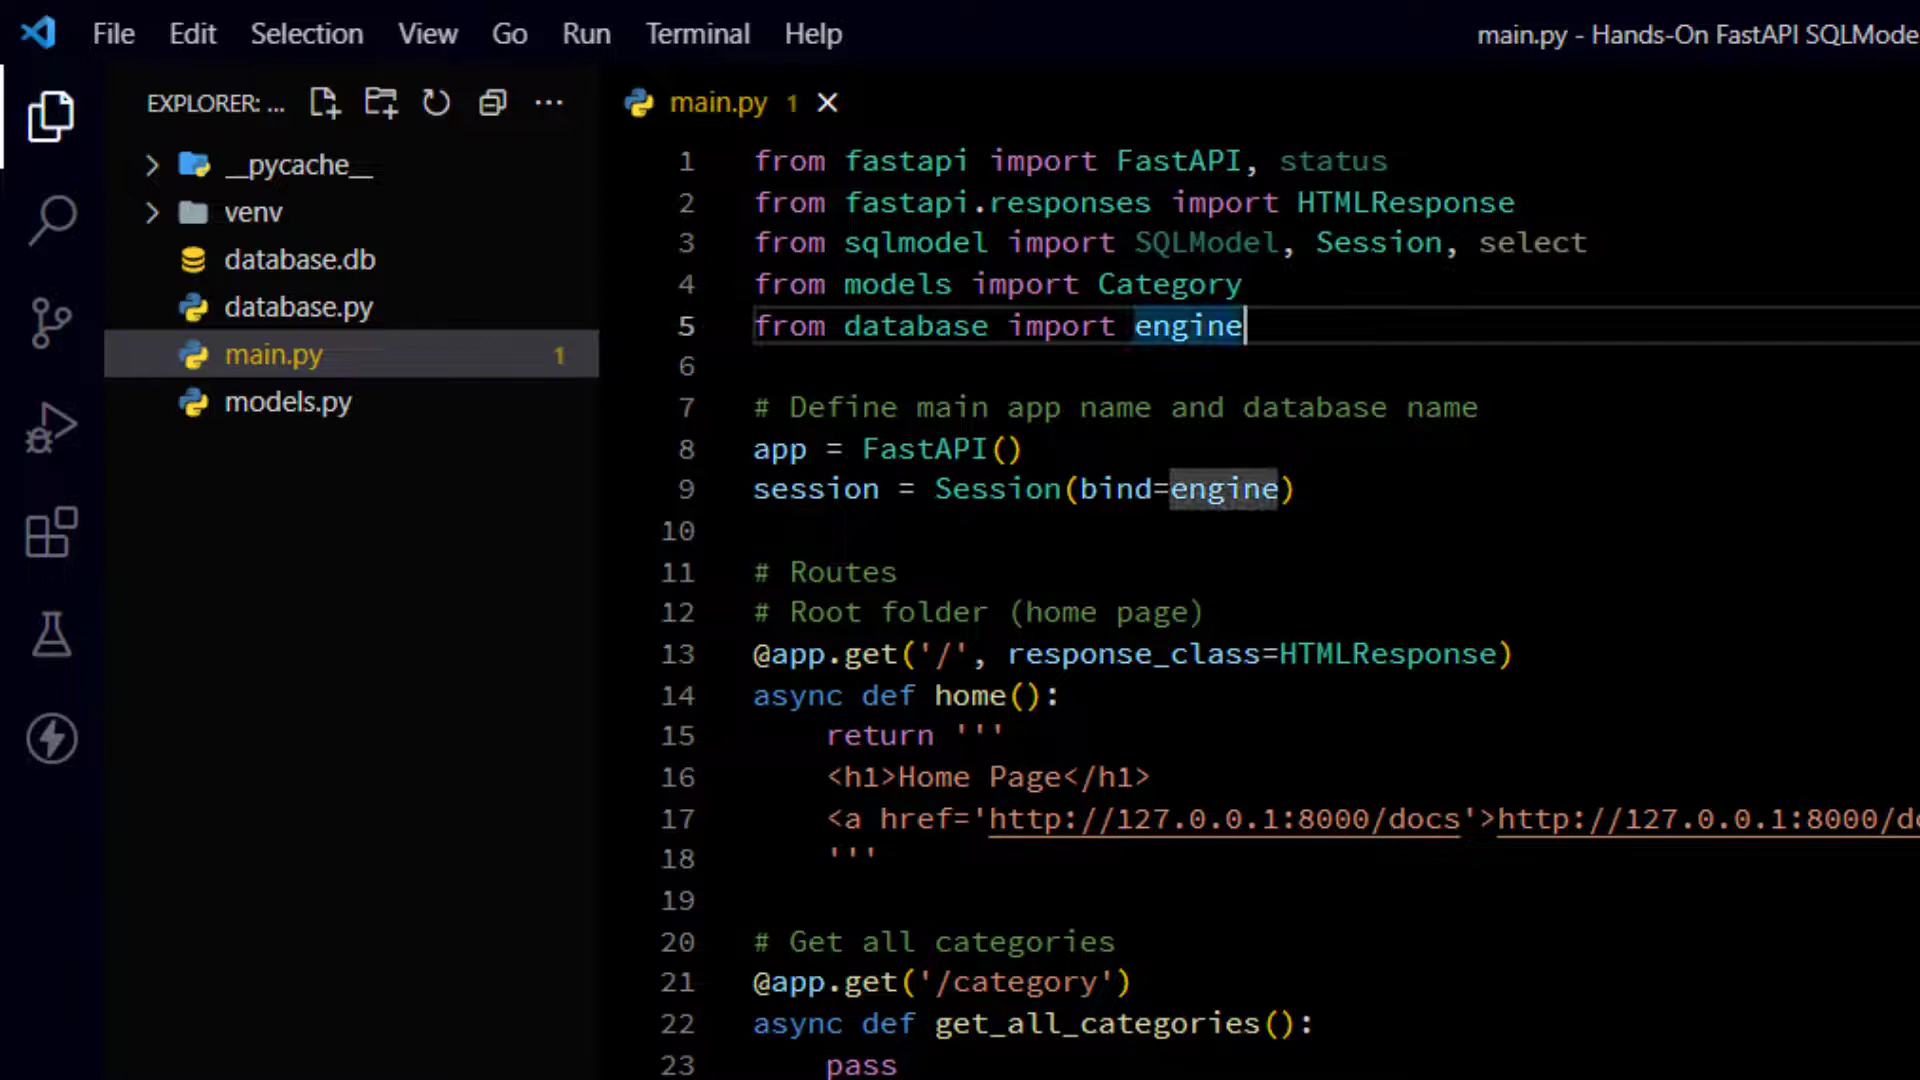 File Edit Selection View Go Run Terminal Help
main.py - Hands-On FastAPI SQLMode
EXPLORER: ...
__pycache__
venv
database.db
database.py
main.py 1
models.py
main.py 1
1 from fastapi import FastAPI, status
2 from fastapi.responses import HTMLResponse
3 from sqlmodel import SQLModel, Session, select
4 from models import Category
5 from database import engine
6
7 # Define main app name and database name
8 app = FastAPI()
9 session = Session(bind=engine)
10
11 # Routes
12 # Root folder (home page)
13 @app.get('/', response_class=HTMLResponse)
14 async def home():
15     return '''
16     <h1>Home Page</h1>
17     <a href='http://127.0.0.1:8000/docs'>http://127.0.0.1:8000/do
18     '''
19
20 # Get all categories
21 @app.get('/category')
22 async def get_all_categories():
23     pass